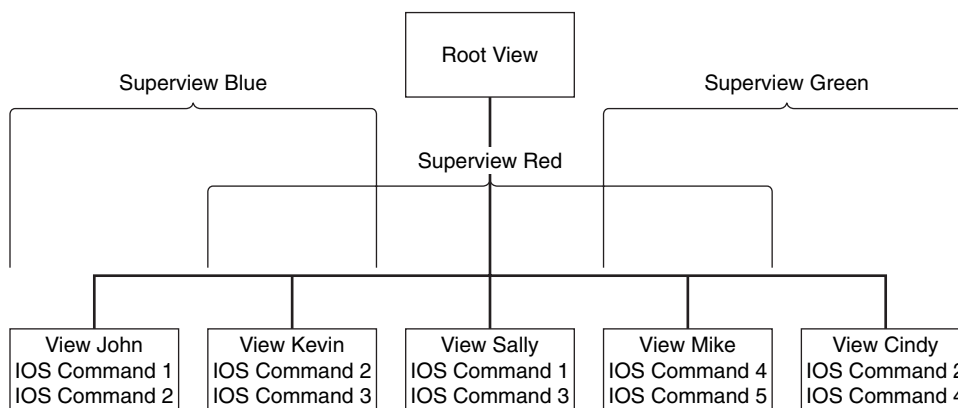 Root View
Superview Blue
Superview Green
Superview Red
View John
IOS Command 1
IOS Command 2
View Kevin
IOS Command 2
IOS Command 3
View Sally
IOS Command 1
IOS Command 3
View Mike
IOS Command 4
IOS Command 5
View Cindy
IOS Command 2
IOS Command 4